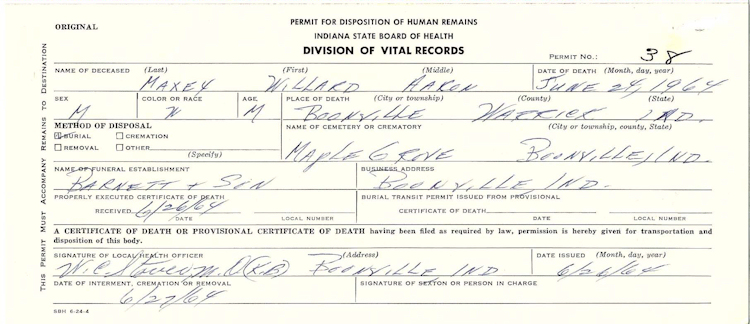 ORIGINAL
PERMIT FOR DISPOSITION OF HUMAN REMAINS
INDIANA STATE BOARD OF HEALTH
DIVISION OF VITAL RECORDS
PERMIT NO.: 38
THIS PERMIT MUST ACCOMPANY REMAINS TO DESTINATION
NAME OF DECEASED (Last) (First) (Middle) DATE OF DEATH (Month, day, year)
MAXEY WILLARD AARON JUNE 24, 1964
SEX COLOR OR RACE AGE PLACE OF DEATH (City or township) (County) (State)
M W M BOONVILLE WARRICK IND.
METHOD OF DISPOSAL NAME OF CEMETERY OR CREMATORY (City or township, county, State)
BURIAL CREMATION
REMOVAL OTHER
(Specify)
MAPLE GROVE BOONVILLE, IND.
NAME OF FUNERAL ESTABLISHMENT BUSINESS ADDRESS
BARNETT + SON BOONVILLE IND.
PROPERLY EXECUTED CERTIFICATE OF DEATH BURIAL TRANSIT PERMIT ISSUED FROM PROVISIONAL
RECEIVED 6/26/64 CERTIFICATE OF DEATH
DATE LOCAL NUMBER DATE LOCAL NUMBER
A CERTIFICATE OF DEATH OR PROVISIONAL CERTIFICATE OF DEATH having been filed as required by law, permission is hereby given for transportation and
disposition of this body.
SIGNATURE OF LOCAL HEALTH OFFICER (Address) DATE ISSUED (Month, day, year)
W. C. M.D. (K.B) BOONVILLE, IND 6/26/64
DATE OF INTERMENT, CREMATION OR REMOVAL SIGNATURE OF SEXTON OR PERSON IN CHARGE
6/27/64
SBH 6-24-4